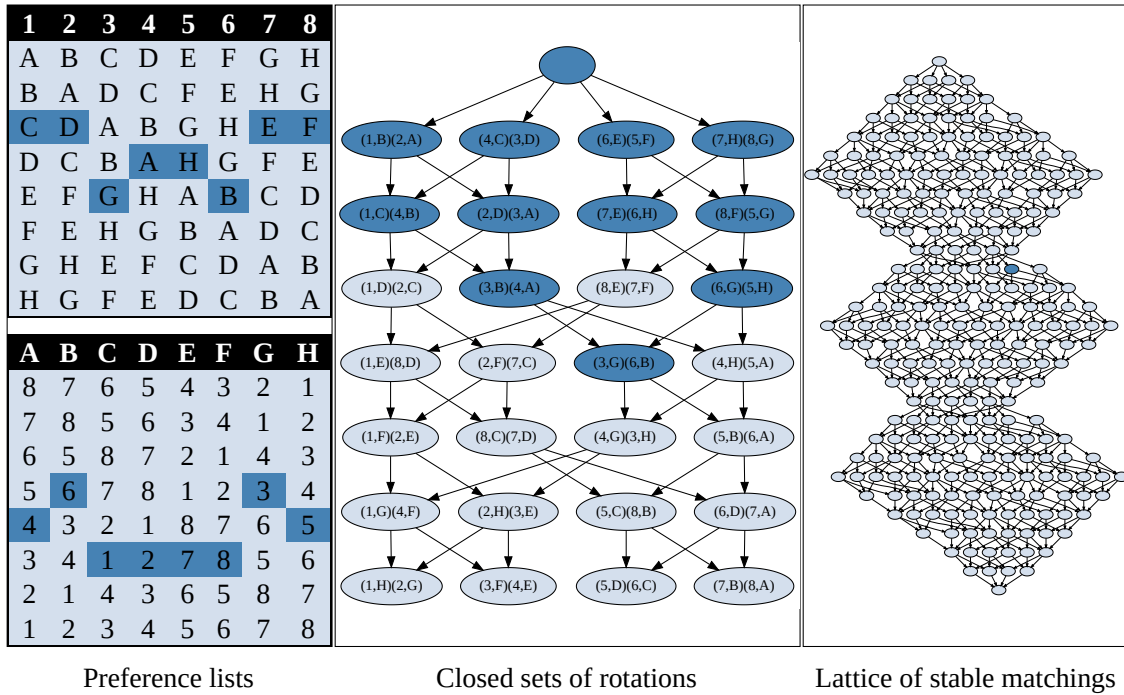 1 2 3 4 5 6 7 8
A B C D E F G H
B A D C F E H G
C D A B G H E F
D C B A H G F E
E F G H A B C D
F E H G B A D C
G H E F C D A B
H G F E D C B A
A B C D E F G H
8 7 6 5 4 3 2 1
7 8 5 6 3 4 1 2
6 5 8 7 2 1 4 3
5 6 7 8 1 2 3 4
4 3 2 1 8 7 6 5
3 4 1 2 7 8 5 6
2 1 4 3 6 5 8 7
1 2 3 4 5 6 7 8
Preference lists
(1,B)(2,A) (4,C)(3,D) (6,E)(5,F) (7,H)(8,G)
(1,C)(4,B) (2,D)(3,A) (7,E)(6,H) (8,F)(5,G)
(1,D)(2,C) (3,B)(4,A) (8,E)(7,F) (6,G)(5,H)
(1,E)(8,D) (2,F)(7,C) (3,G)(6,B) (4,H)(5,A)
(1,F)(2,E) (8,C)(7,D) (4,G)(3,H) (5,B)(6,A)
(1,G)(4,F) (2,H)(3,E) (5,C)(8,B) (6,D)(7,A)
(1,H)(2,G) (3,F)(4,E) (5,D)(6,C) (7,B)(8,A)
Closed sets of rotations
Lattice of stable matchings